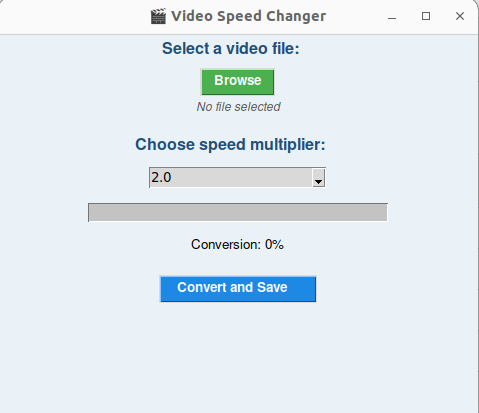 🎬 Video Speed Changer
Select a video file:
Browse
No file selected
Choose speed multiplier:
2.0
Conversion: 0%
Convert and Save